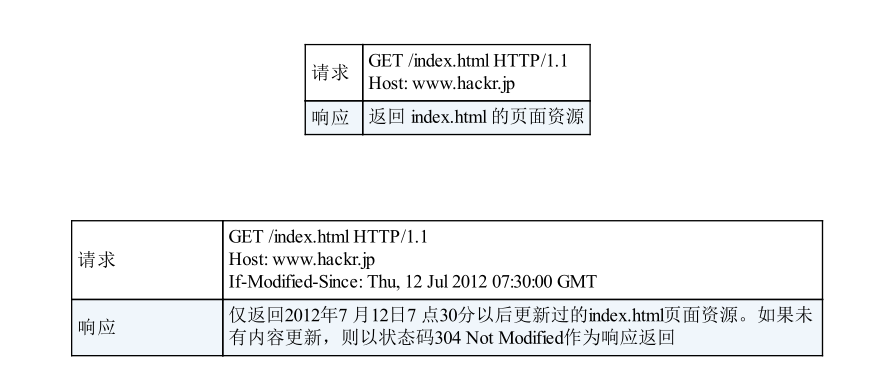 请求
GET /index.html HTTP/1.1
Host: www.hackr.jp
响应
返回 index.html 的页面资源
请求
GET /index.html HTTP/1.1
Host: www.hackr.jp
If-Modified-Since: Thu, 12 Jul 2012 07:30:00 GMT
响应
仅返回2012年7 月12日7 点30分以后更新过的index.html页面资源。如果未
有内容更新，则以状态码304 Not Modified作为响应返回